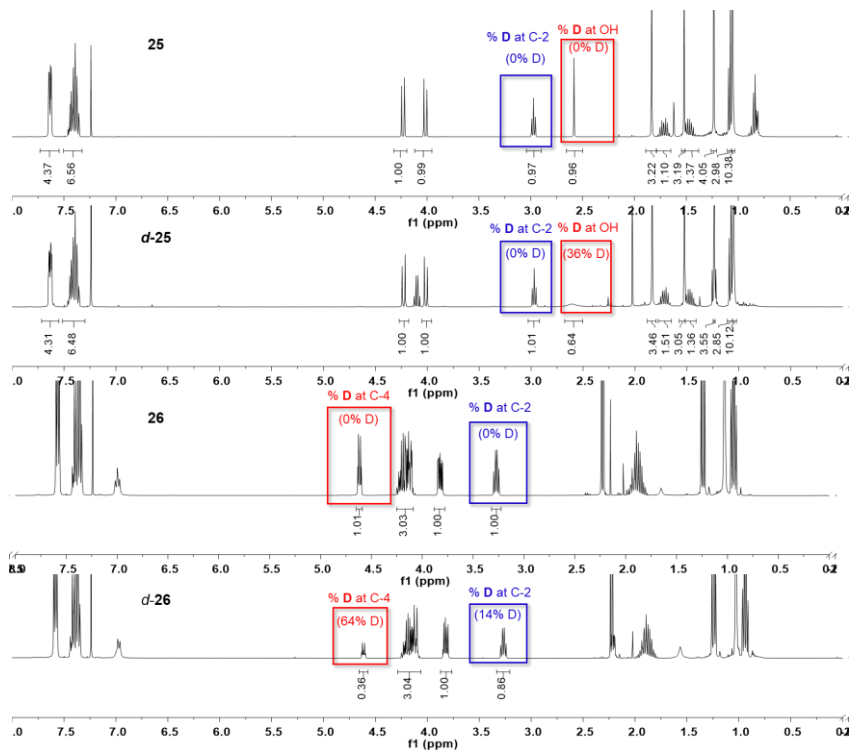 25
% D at C-2
(0% D)
% D at OH
(0% D)
4.37
6.56
1.00
0.99
0.97
0.96
3.22
1.10
3.19
1.37
4.05
2.98
10.38
.0 7.5 7.0 6.5 6.0 5.5 5.0 4.5 4.0 3.5 3.0 2.5 2.0 1.5 1.0 0.5
f1 (ppm)
d-25
% D at C-2
(0% D)
% D at OH
(36% D)
4.31
6.48
1.00
1.00
1.01
0.64
3.46
1.51
3.05
1.36
3.55
2.85
10.12
.0 7.5 7.0 6.5 6.0 5.5 5.0 4.5 4.0 3.5 3.0 2.5 2.0 1.5 1.0 0.5
f1 (ppm)
26
% D at C-4
(0% D)
% D at C-2
(0% D)
1.01
3.03
1.00
1.00
7.5 7.0 6.5 6.0 5.5 5.0 4.5 4.0 3.5 3.0 2.5 2.0 1.5 1.0 0.5
f1 (ppm)
d-26
% D at C-4
(64% D)
% D at C-2
(14% D)
0.36
3.04
1.00
0.86
.0 7.5 7.0 6.5 6.0 5.5 5.0 4.5 4.0 3.5 3.0 2.5 2.0 1.5 1.0 0.5
f1 (ppm)